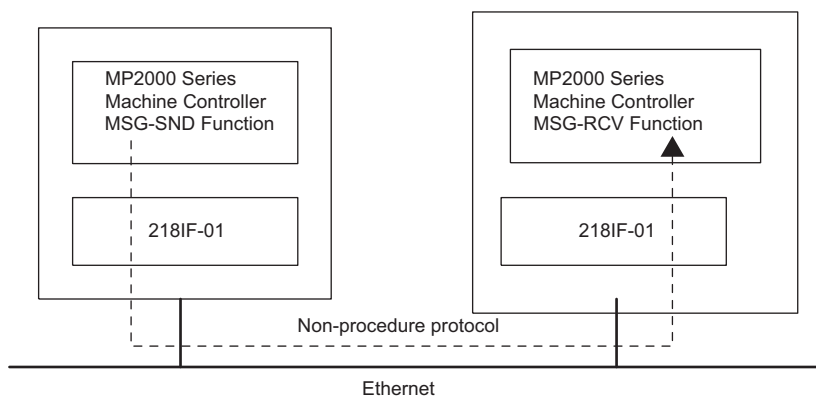 MP2000 Series
Machine Controller
MSG-SND Function
218IF-01
MP2000 Series
Machine Controller
MSG-RCV Function
218IF-01
Non-procedure protocol
Ethernet